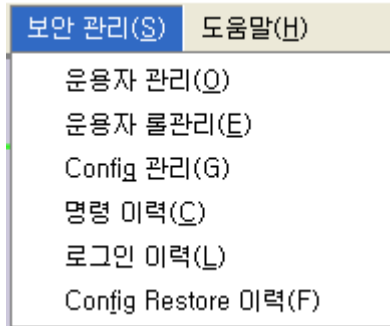 보안 관리(S) 도움말(H)
운용자 관리(O)
운용자 롤관리(E)
Config 관리(G)
명령 이력(C)
로그인 이력(L)
Config Restore 이력(F)